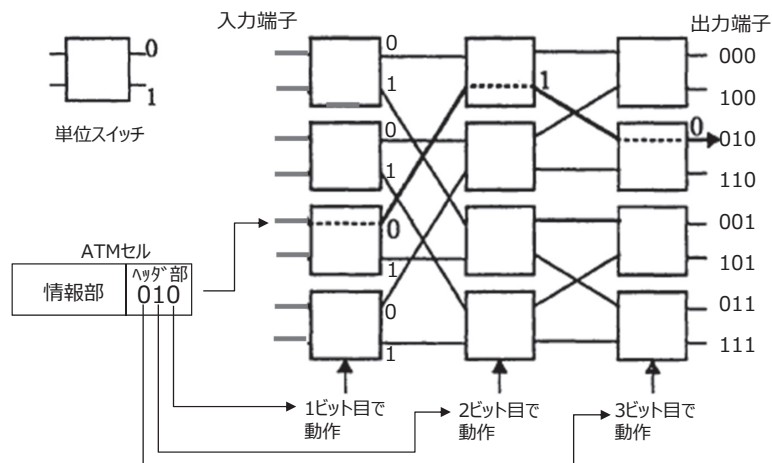 入力端子
出力端子
0
1
単位スイッチ
0
1
0
1
0
1
0
1
1
0
000
100
010
110
001
101
011
111
ATMセル
情報部
ヘッダ部
010
1ビット目で
動作
2ビット目で
動作
3ビット目で
動作